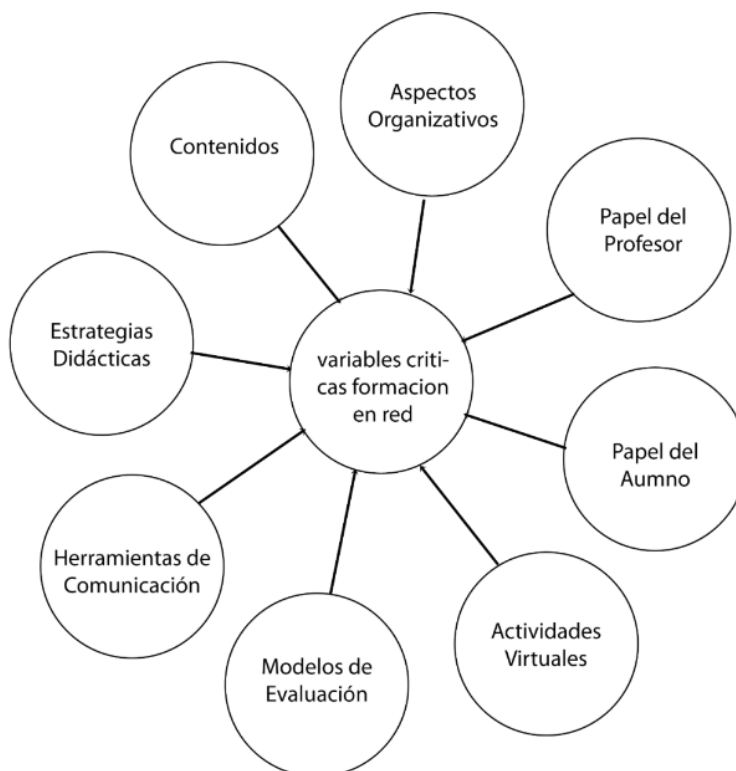 Aspectos
Organizativos
Contenidos
Papel del
Profesor
Estrategias
Didácticas
variables criti-
cas formacion
en red
Papel del
Aumno
Herramientas de
Comunicación
Actividades
Virtuales
Modelos de
Evaluación